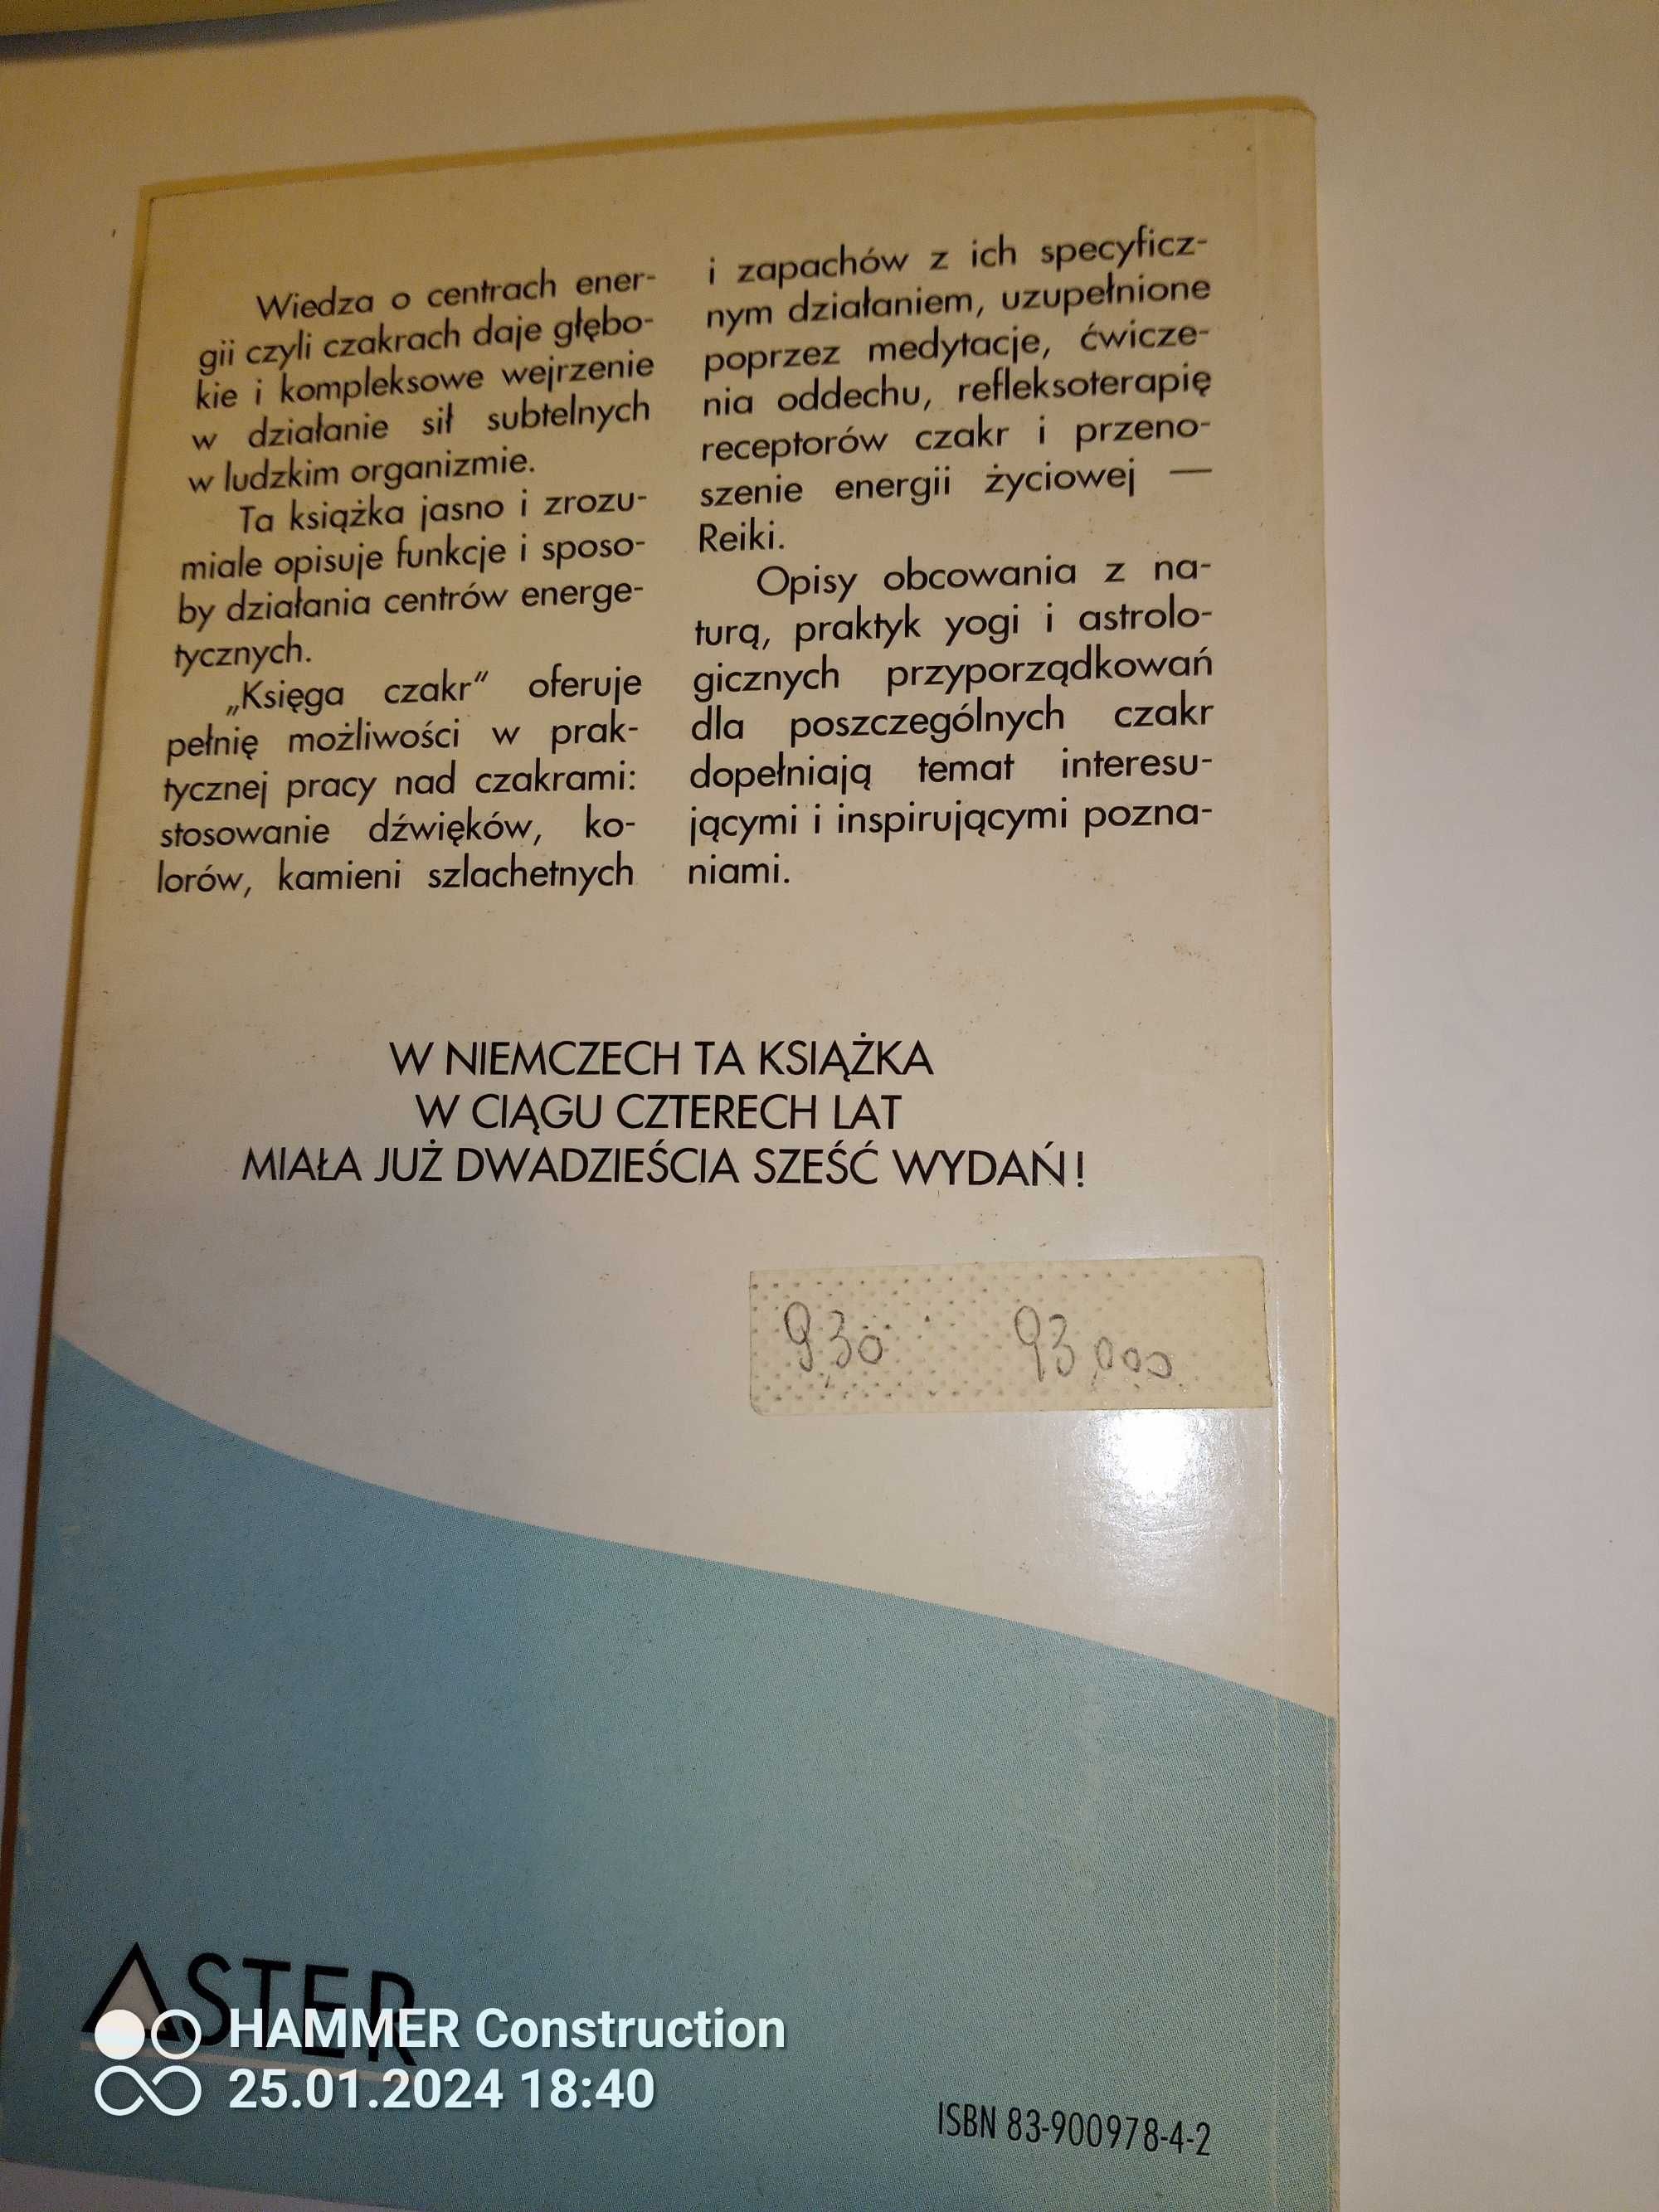 Wiedza o centrach ener-
gii czyli czakrach daje głębo-
kie i kompleksowe wejrzenie
w działanie sił subtelnych
w ludzkim organizmie.
Ta książka jasno i zrozu-
miale opisuje funkcje i sposo-
by działania centrów energe-
tycznych.
„Księga czakr” oferuje
pełnię możliwości w prak-
tycznej pracy nad czakrami:
stosowanie dźwięków, ko-
lorów, kamieni szlachetnych
i zapachów z ich specyficz-
nym działaniem, uzupełnione
poprzez medytacje, ćwicze-
nia oddechu, refleksoterapię
receptorów czakr i przeno-
szenie energii życiowej —
Reiki.
Opisy obcowania z na-
turą, praktyk yogi i astrolo-
gicznych przyporządkowań
dla poszczególnych czakr
dopełniają temat interesu-
jącymi i inspirującymi pozna-
niami.
W NIEMCZECH TA KSIĄŻKA
W CIĄGU CZTERECH LAT
MIAŁA JUŻ DWADZIEŚCIA SZEŚĆ WYDAŃ!
930 93,000
ASTER
HAMMER Construction
25.01.2024 18:40
ISBN 83-900978-4-2